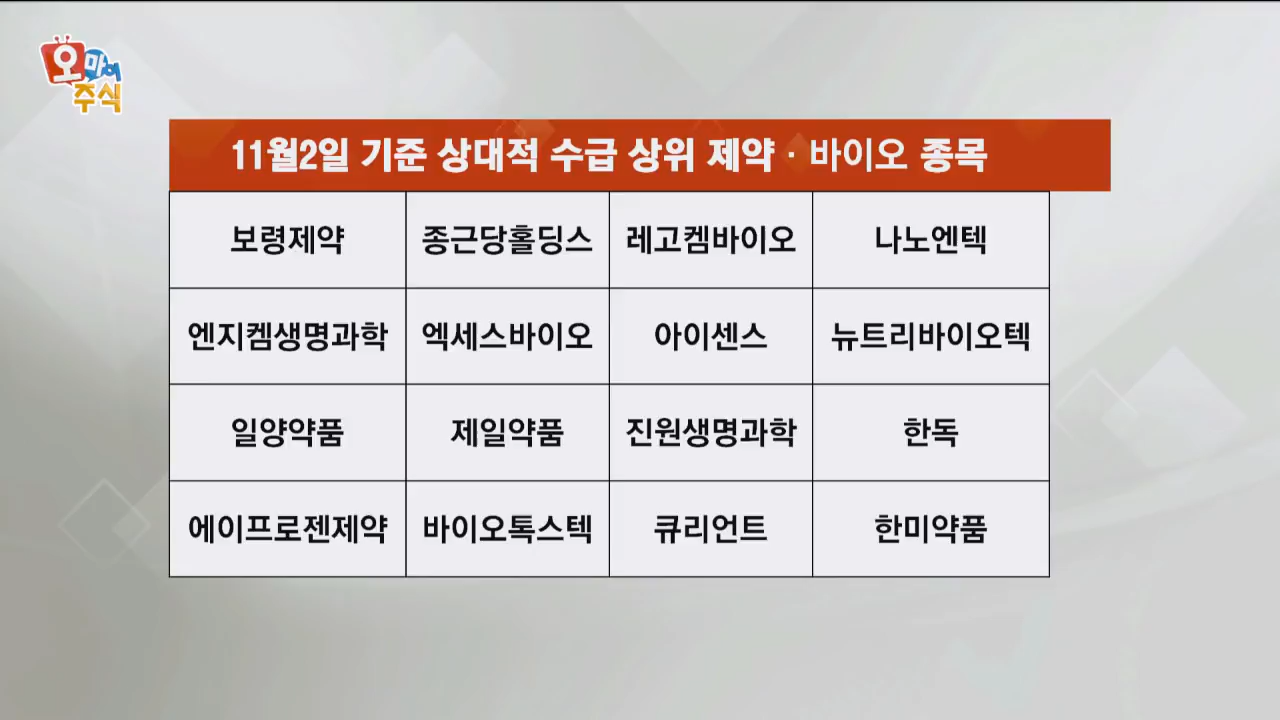 오마이
주식
11월2일 기준 상대적 수급 상위 제약 · 바이오 종목
보령제약 종근당홀딩스 레고켐바이오 나노엔텍
엔지켐생명과학 엑세스바이오 아이센스 뉴트리바이오텍
일양약품 제일약품 진원생명과학 한독
에이프로젠제약 바이오톡스텍 큐리언트 한미약품